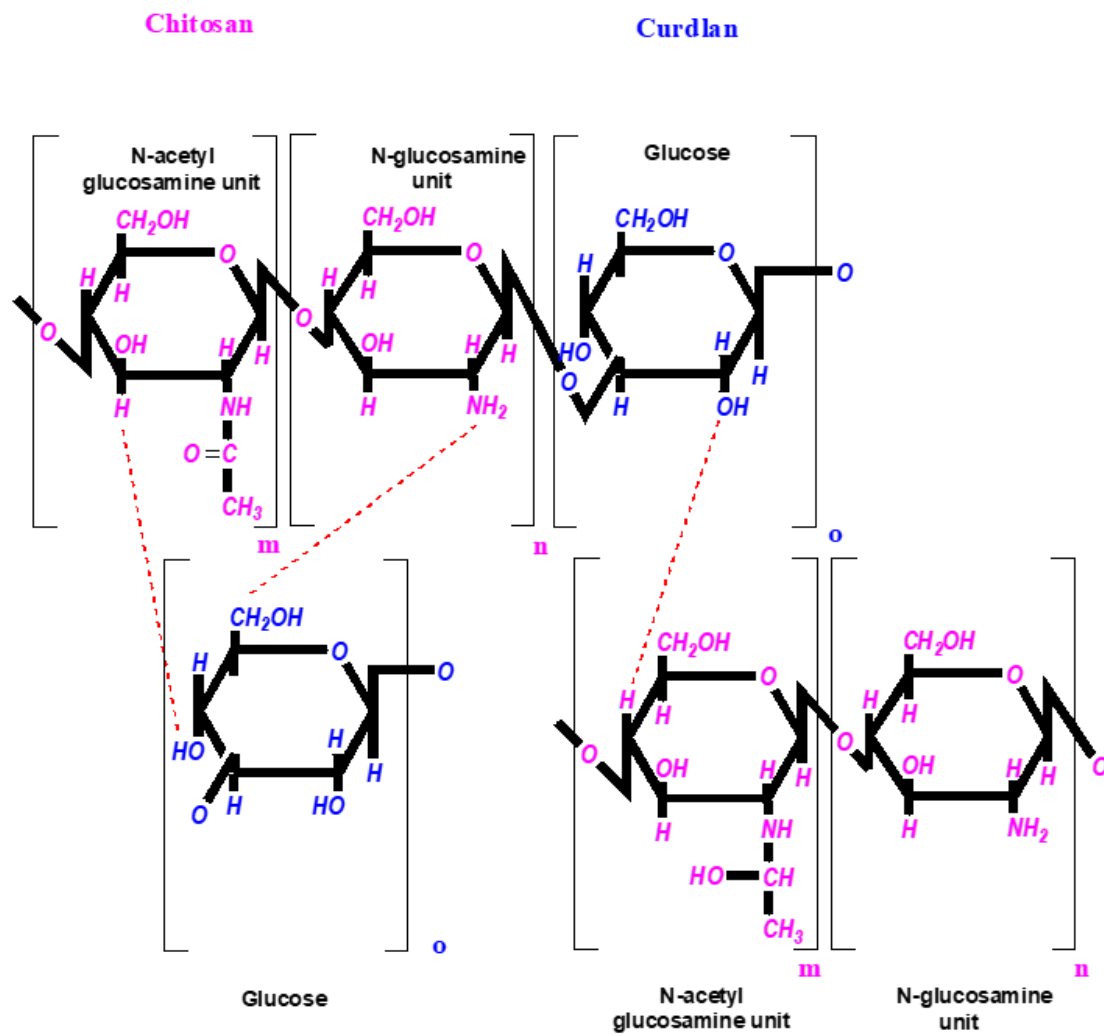 Chitosan
Curdlan
N-acetyl
glucosamine unit
N-glucosamine
unit
Glucose
CH2OH
CH2OH
CH2OH
O
O
O
H
H
H
O
H
H
O
O
OH
H
H
OH
H
H
HO
H
H
O
H
H
H
NH
NH2
H
OH
O=C
CH3
m
n
o
CH2OH
CH2OH
CH2OH
H
O
O
O
O
H
H
H
H
HO
H
H
O
OH
H
H
O
OH
H
H
O
O
H
HO
H
NH
H
NH2
HO
CH
CH3
o
m
n
Glucose
N-acetyl
glucosamine unit
N-glucosamine
unit